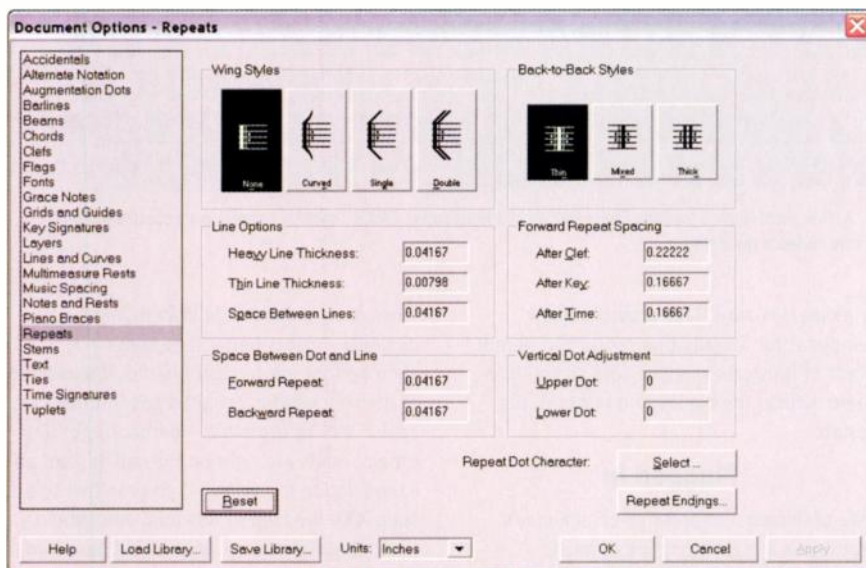 Document Options - Repeats
Accidentals
Alternate Notation
Augmentation Dots
Barlines
Beams
Chords
Clefs
Flags
Fonts
Grace Notes
Grids and Guides
Key Signatures
Layers
Lines and Curves
Multimeasure Rests
Music Spacing
Notes and Rests
Piano Braces
Repeats
Stems
Text
Ties
Time Signatures
Tuplets
Wing Styles
None
Curved
Single
Double
Back-to-Back Styles
Thin
Mixed
Thick
Line Options
Heavy Line Thickness: 0.04167
Thin Line Thickness: 0.00798
Space Between Lines: 0.04167
Forward Repeat Spacing
After Clef: 0.22222
After Key: 0.16667
After Time: 0.16667
Space Between Dot and Line
Forward Repeat: 0.04167
Backward Repeat: 0.04167
Vertical Dot Adjustment
Upper Dot: 0
Lower Dot: 0
Repeat Dot Character: Select...
Reset
Repeat Endings...
Help
Load Library...
Save Library...
Units: Inches
OK
Cancel
Apply